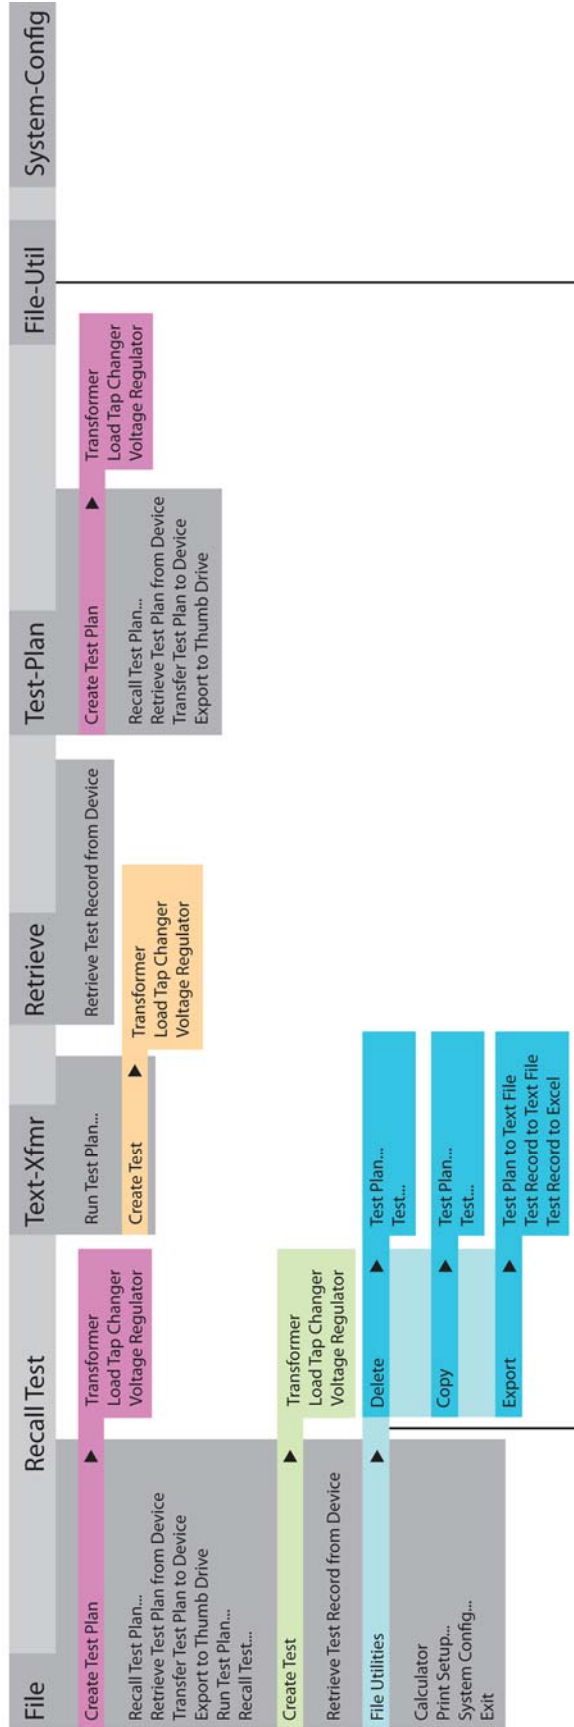 File
Recall Test
Text-Xfmr
Retrieve
Test-Plan
File-Util
System-Config
Create Test Plan ▶
Transformer
Load Tap Changer
Voltage Regulator
Recall Test Plan...
Retrieve Test Plan from Device
Transfer Test Plan to Device
Export to Thumb Drive
Run Test Plan...
Recall Test...
Create Test ▶
Transformer
Load Tap Changer
Voltage Regulator
Retrieve Test Record from Device
File Utilities ▶
Delete ▶
Test Plan...
Test...
Copy ▶
Test Plan...
Test...
Export ▶
Test Plan to Text File
Test Record to Text File
Test Record to Excel
Calculator
Print Setup...
System Config...
Exit
Run Test Plan...
Create Test ▶
Transformer
Load Tap Changer
Voltage Regulator
Retrieve Test Record from Device
Create Test Plan ▶
Transformer
Load Tap Changer
Voltage Regulator
Recall Test Plan...
Retrieve Test Plan from Device
Transfer Test Plan to Device
Export to Thumb Drive